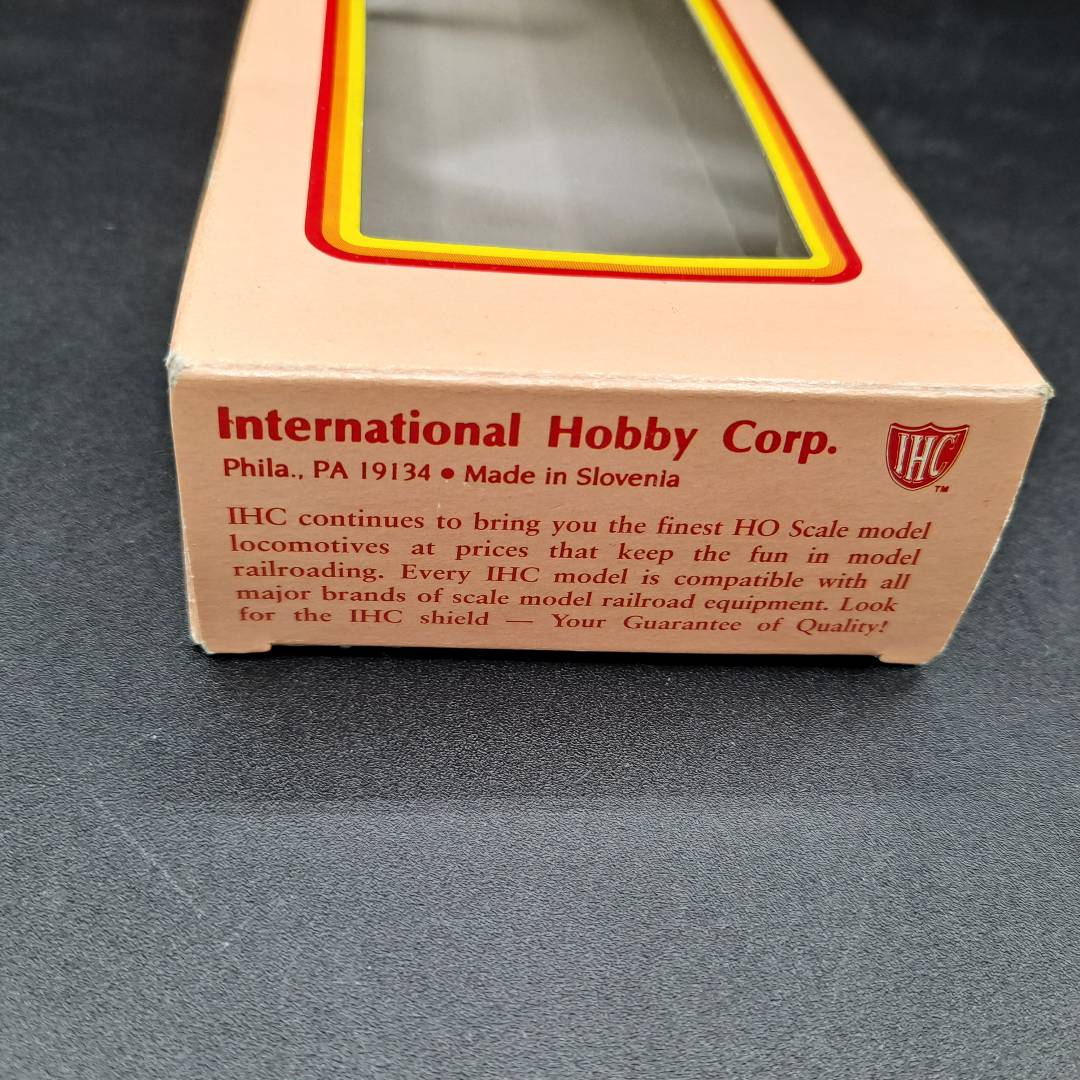 International Hobby Corp.
IHC
TM
Phila., PA 19134 • Made in Slovenia
IHC continues to bring you the finest HO Scale model
locomotives at prices that keep the fun in model
railroading. Every IHC model is compatible with all
major brands of scale model railroad equipment. Look
for the IHC shield — Your Guarantee of Quality!